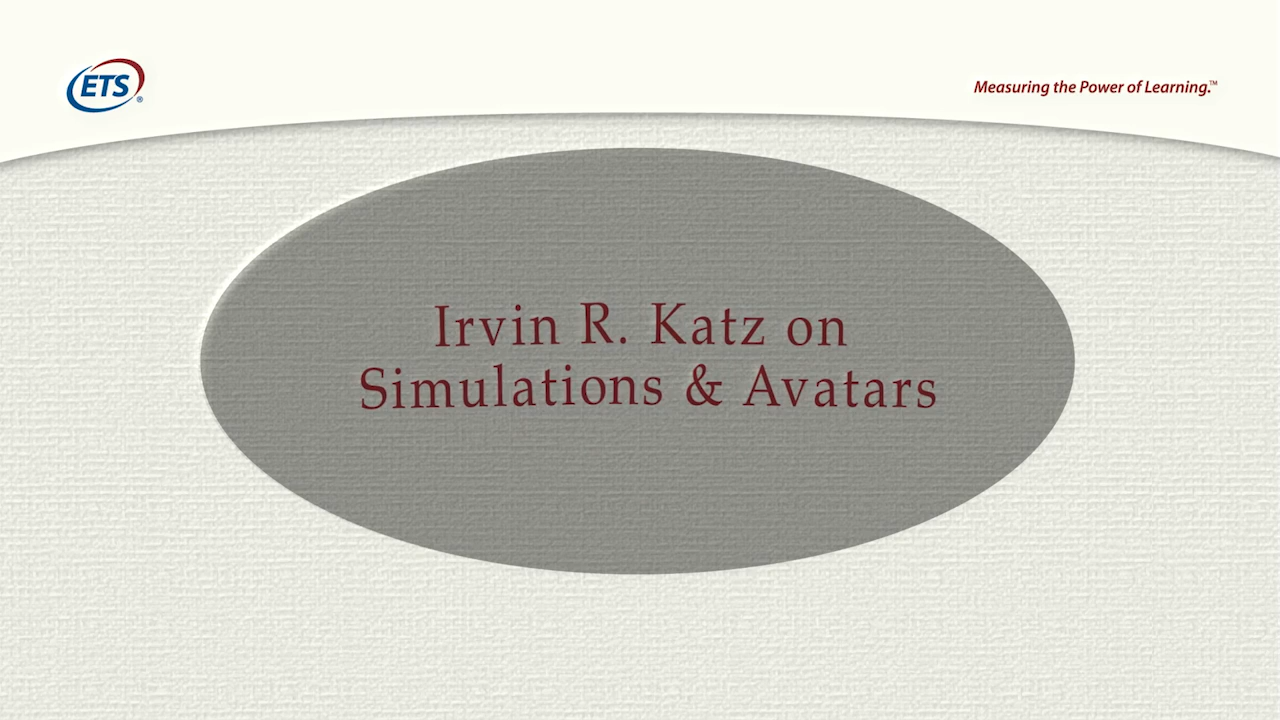 ETS®
Measuring the Power of Learning.™
Irvin R. Katz on
Simulations & Avatars